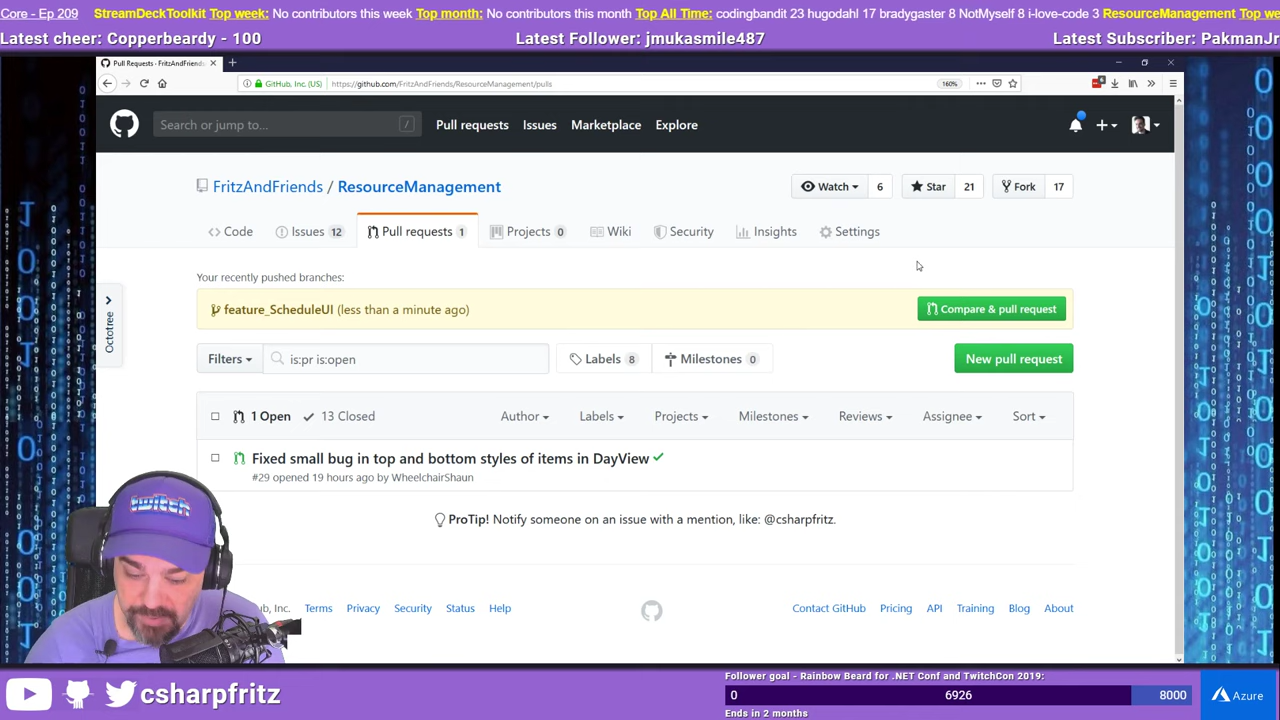 Core - Ep 209 StreamDeckToolkit Top week: No contributors this week Top month: No contributors this month Top All Time: codingbandit 23 hugodahl 17 bradygaster 8 NotMyself 8 i-love-code 3 ResourceManagement Top we
Latest cheer: Copperbeardy - 100 Latest Follower: jmukasmile487 Latest Subscriber: PakmanJr
Pull Requests · FritzAndFriends
GitHub, Inc. (US) https://github.com/FritzAndFriends/ResourceManagement/pulls 160%
Search or jump to... / Pull requests Issues Marketplace Explore
FritzAndFriends / ResourceManagement Watch 6 Star 21 Fork 17
Code Issues 12 Pull requests 1 Projects 0 Wiki Security Insights Settings
Your recently pushed branches:
feature_ScheduleUI (less than a minute ago) Compare & pull request
Octotree
Filters is:pr is:open Labels 8 Milestones 0 New pull request
1 Open 13 Closed Author Labels Projects Milestones Reviews Assignee Sort
Fixed small bug in top and bottom styles of items in DayView
#29 opened 19 hours ago by WheelchairShaun
twitch
ProTip! Notify someone on an issue with a mention, like: @csharpfritz.
ub, Inc. Terms Privacy Security Status Help Contact GitHub Pricing API Training Blog About
csharpfritz
Follower goal - Rainbow Beard for .NET Conf and TwitchCon 2019:
0 6926 8000
Ends in 2 months
Azure